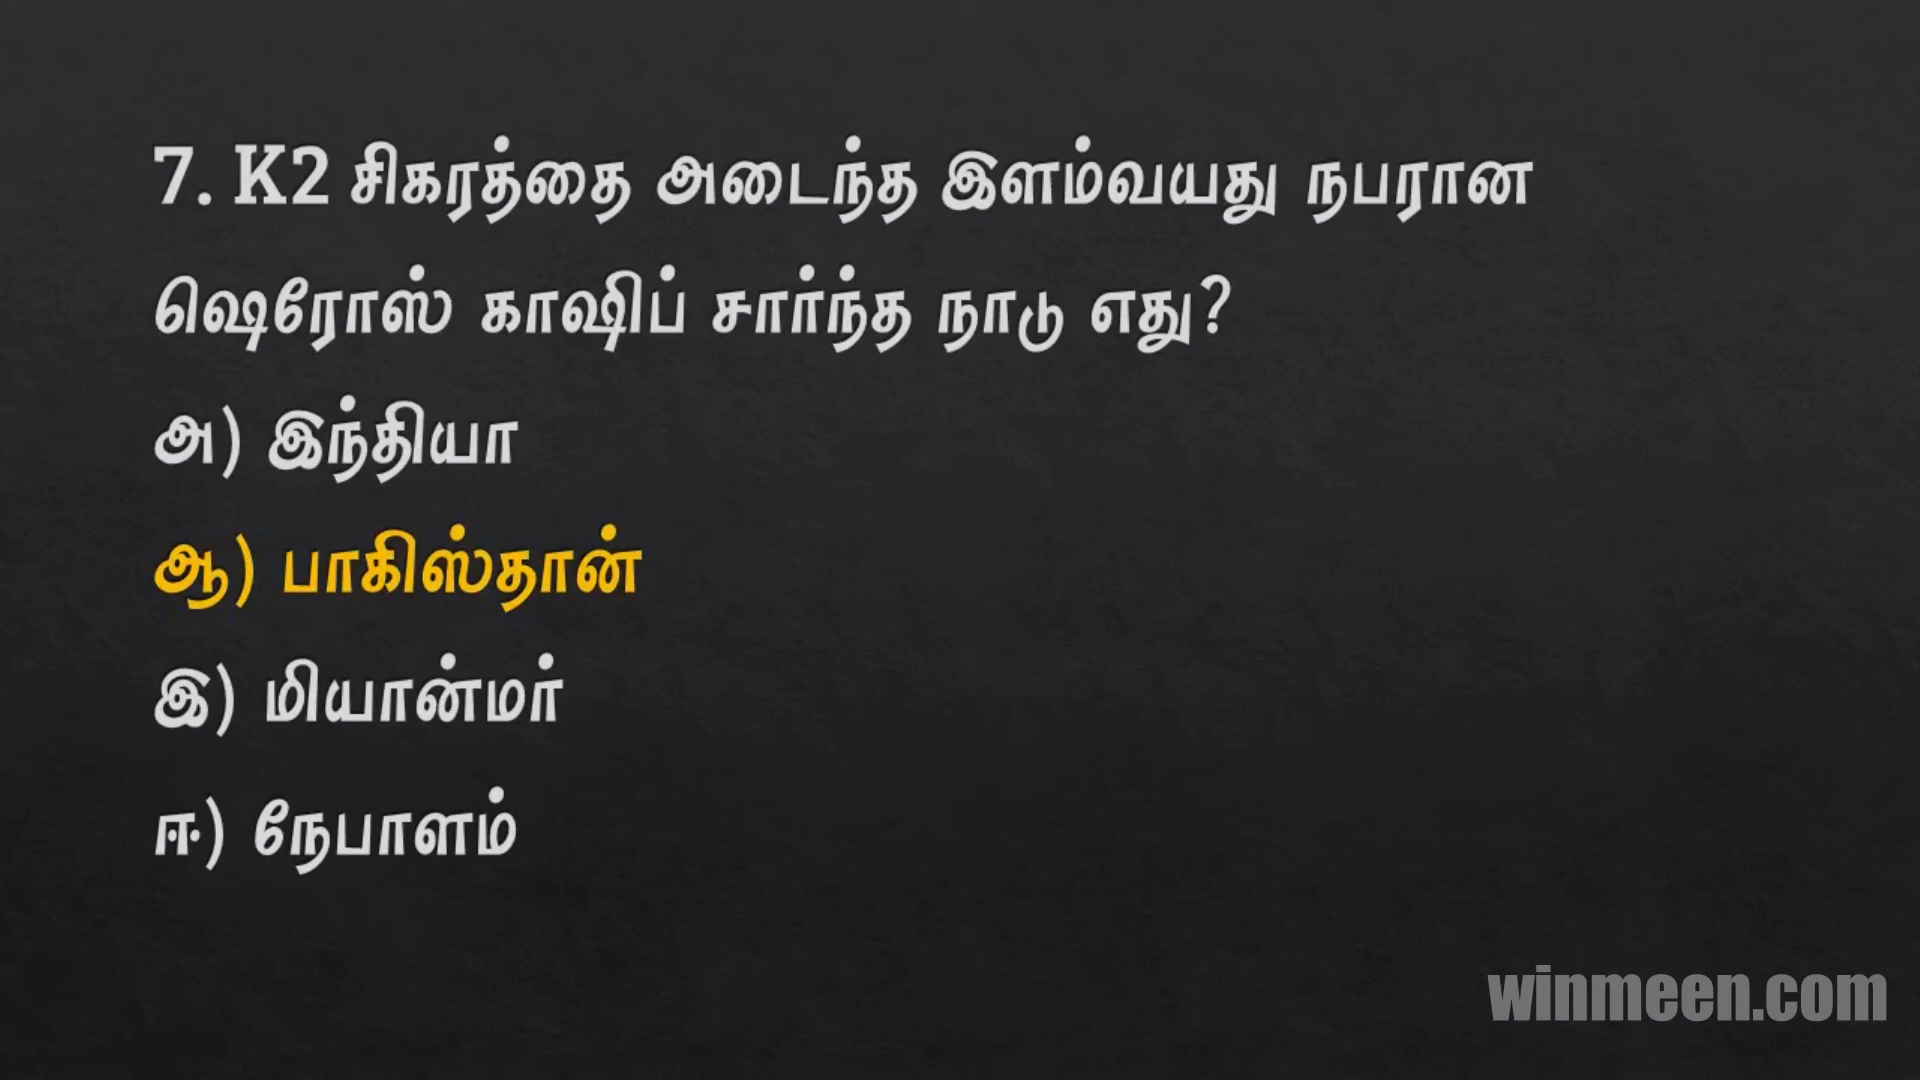 7. K2 சிகரத்தை அடைந்த இளம்வயது நபரான
ஷெரோஸ் காஷிப் சார்ந்த நாடு எது?
அ) இந்தியா
ஆ) பாகிஸ்தான்
இ) மியான்மர்
ஈ) நேபாளம்
winmeen.com